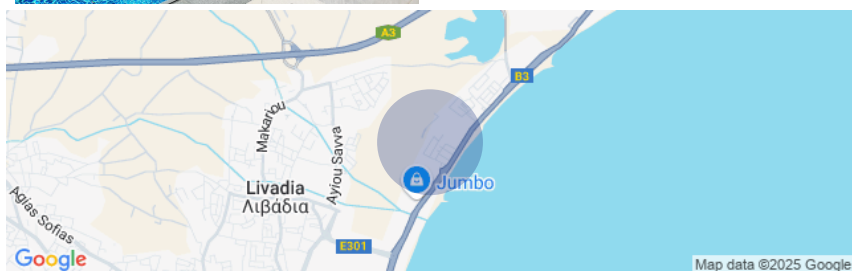 A3
B3
Makariou
Ayiou Savva
Jumbo
Livadia
Λιβάδια
Agias Sofias
E301
Google
Map data ©2025 Google